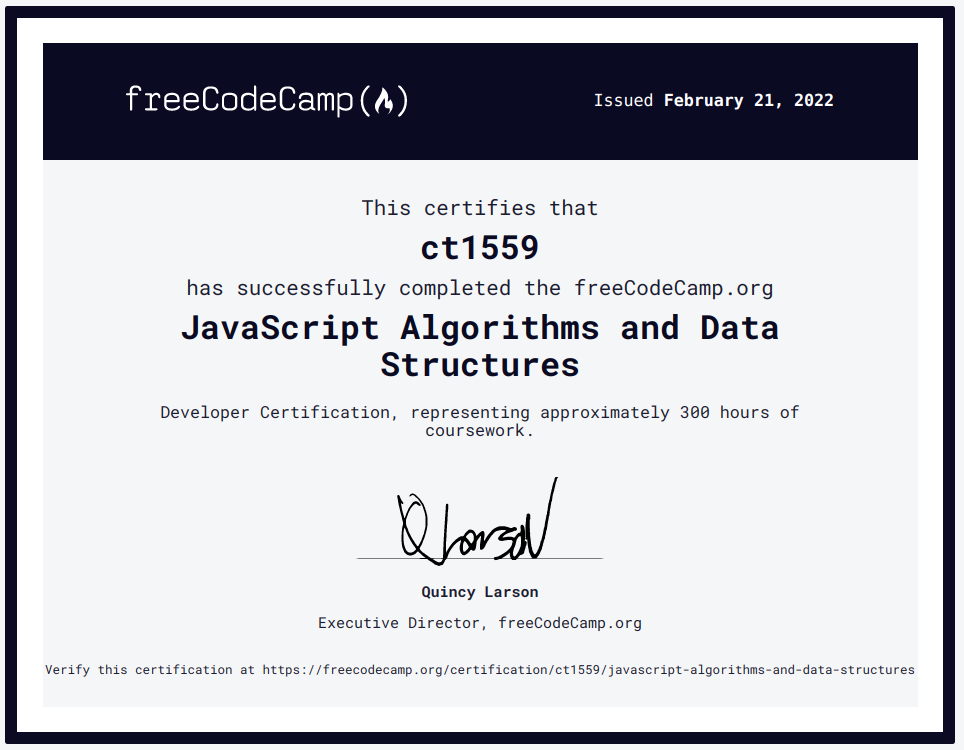 freeCodeCamp(🔥)
Issued February 21, 2022
This certifies that
ct1559
has successfully completed the freeCodeCamp.org
JavaScript Algorithms and Data
Structures
Developer Certification, representing approximately 300 hours of
coursework.
Q Larson
Quincy Larson
Executive Director, freeCodeCamp.org
Verify this certification at https://freecodecamp.org/certification/ct1559/javascript-algorithms-and-data-structures